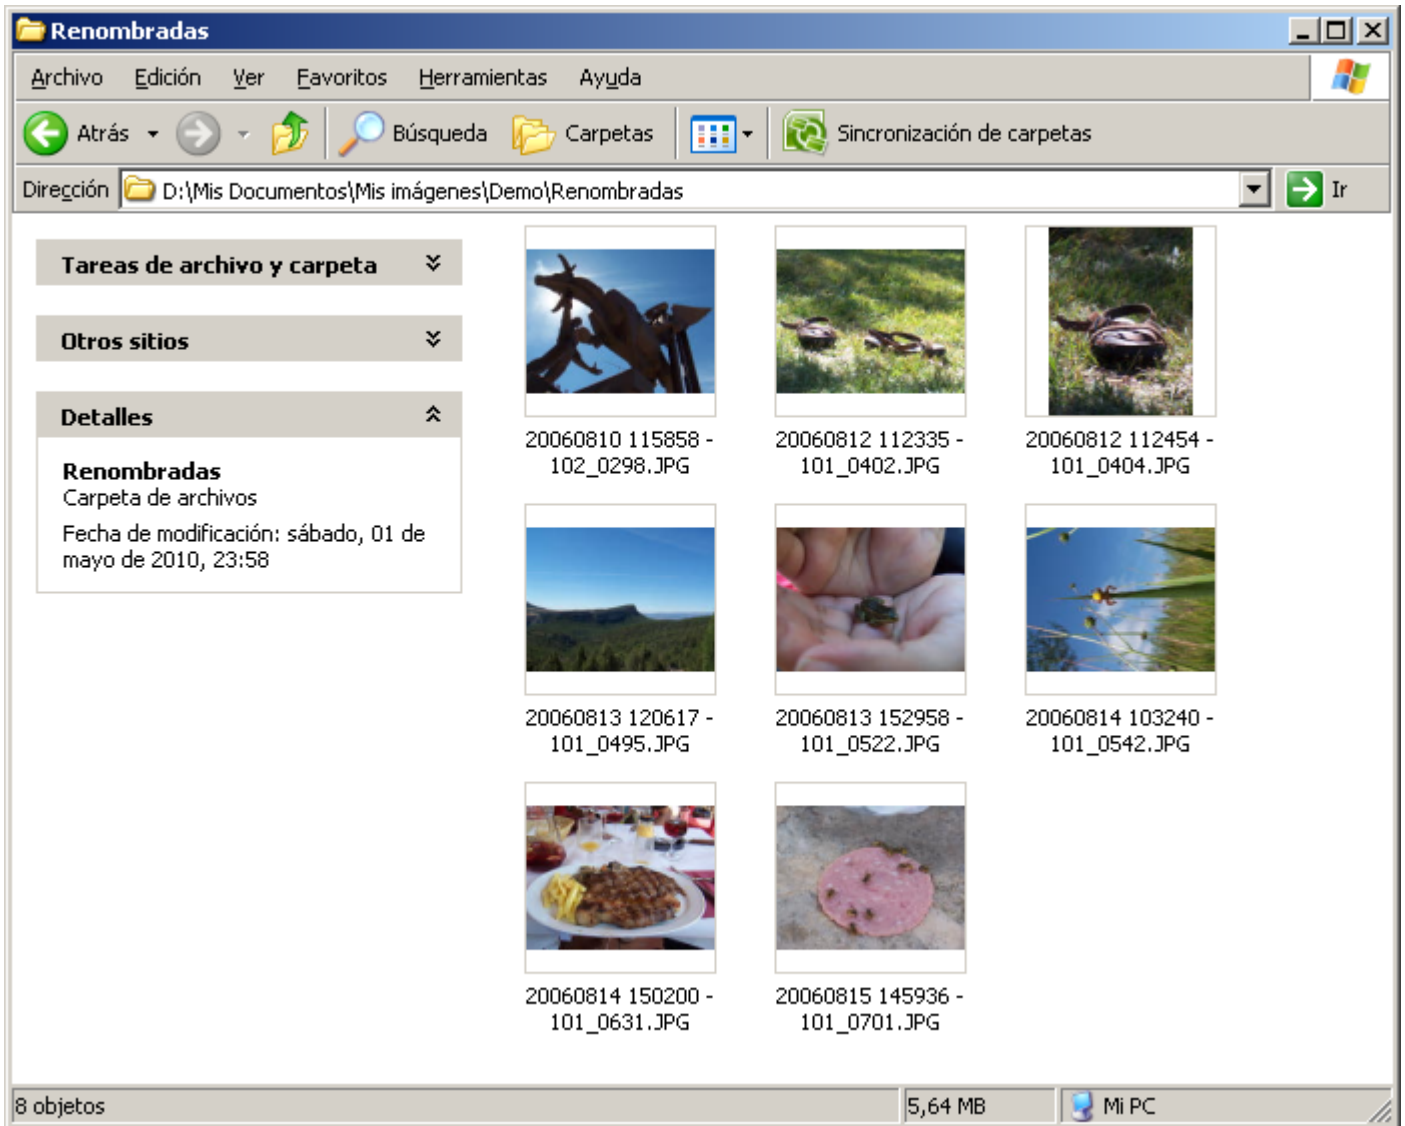 Renombradas
Archivo Edición Ver Favoritos Herramientas Ayuda
Atrás Búsqueda Carpetas Sincronización de carpetas
Dirección D:\Mis Documentos\Mis imágenes\Demo\Renombradas Ir
Tareas de archivo y carpeta
Otros sitios
Detalles
Renombradas
Carpeta de archivos
Fecha de modificación: sábado, 01 de
mayo de 2010, 23:58
20060810 115858 -
102_0298.JPG
20060812 112335 -
101_0402.JPG
20060812 112454 -
101_0404.JPG
20060813 120617 -
101_0495.JPG
20060813 152958 -
101_0522.JPG
20060814 103240 -
101_0542.JPG
20060814 150200 -
101_0631.JPG
20060815 145936 -
101_0701.JPG
8 objetos 5,64 MB Mi PC